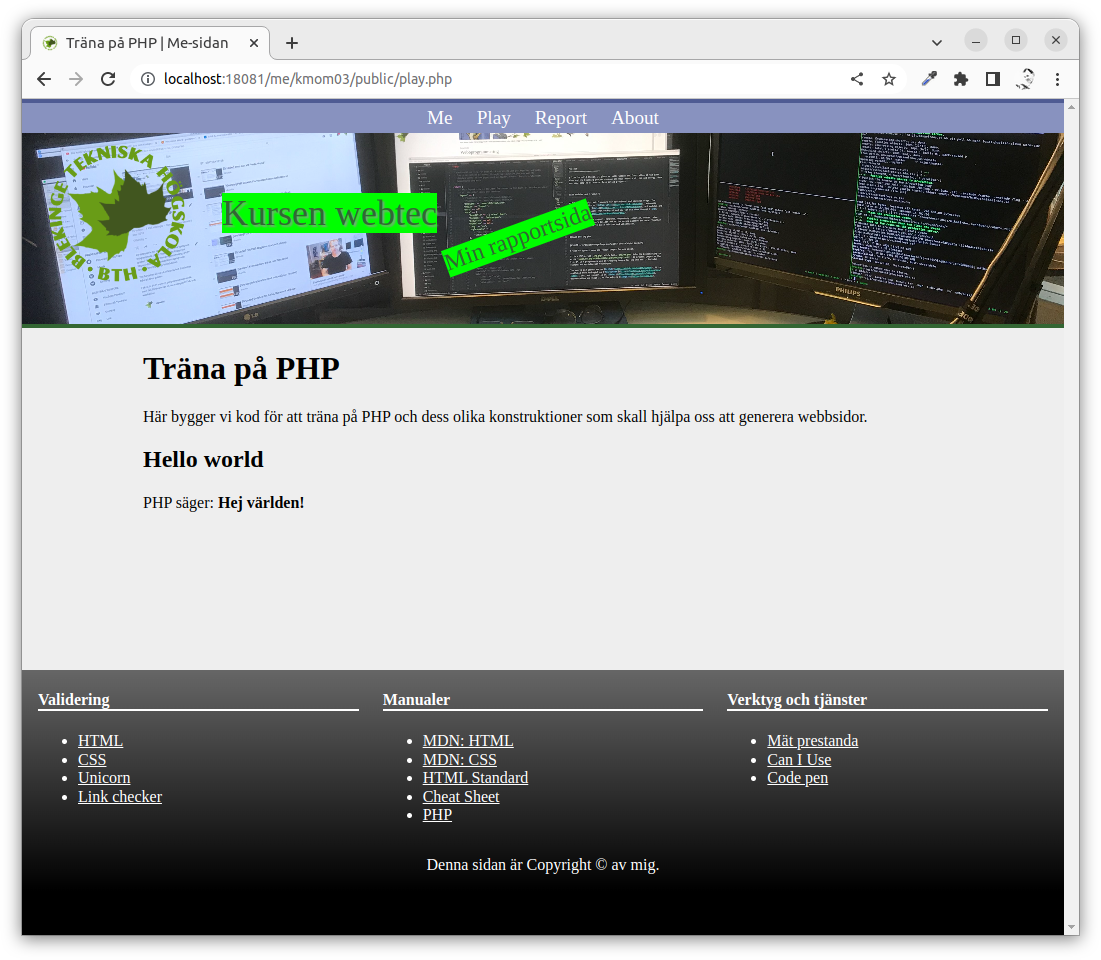 Träna på PHP | Me-sidan
localhost:18081/me/kmom03/public/play.php
Me Play Report About
BLEKINGE TEKNISKA HÖGSKOLA
· BTH ·
Kursen webtec
Min rapportsida
LG
PHILIPS
Träna på PHP
Här bygger vi kod för att träna på PHP och dess olika konstruktioner som skall hjälpa oss att generera webbsidor.
Hello world
PHP säger: Hej världen!
Validering
HTML
CSS
Unicorn
Link checker
Manualer
MDN: HTML
MDN: CSS
HTML Standard
Cheat Sheet
PHP
Verktyg och tjänster
Mät prestanda
Can I Use
Code pen
Denna sidan är Copyright © av mig.